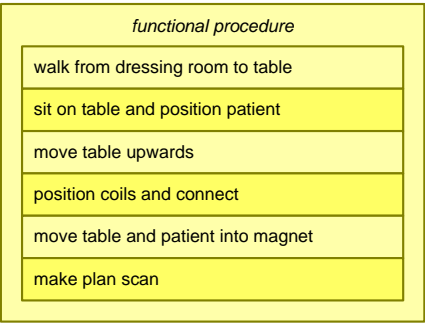 functional procedure
walk from dressing room to table
sit on table and position patient
move table upwards
position coils and connect
move table and patient into magnet
make plan scan